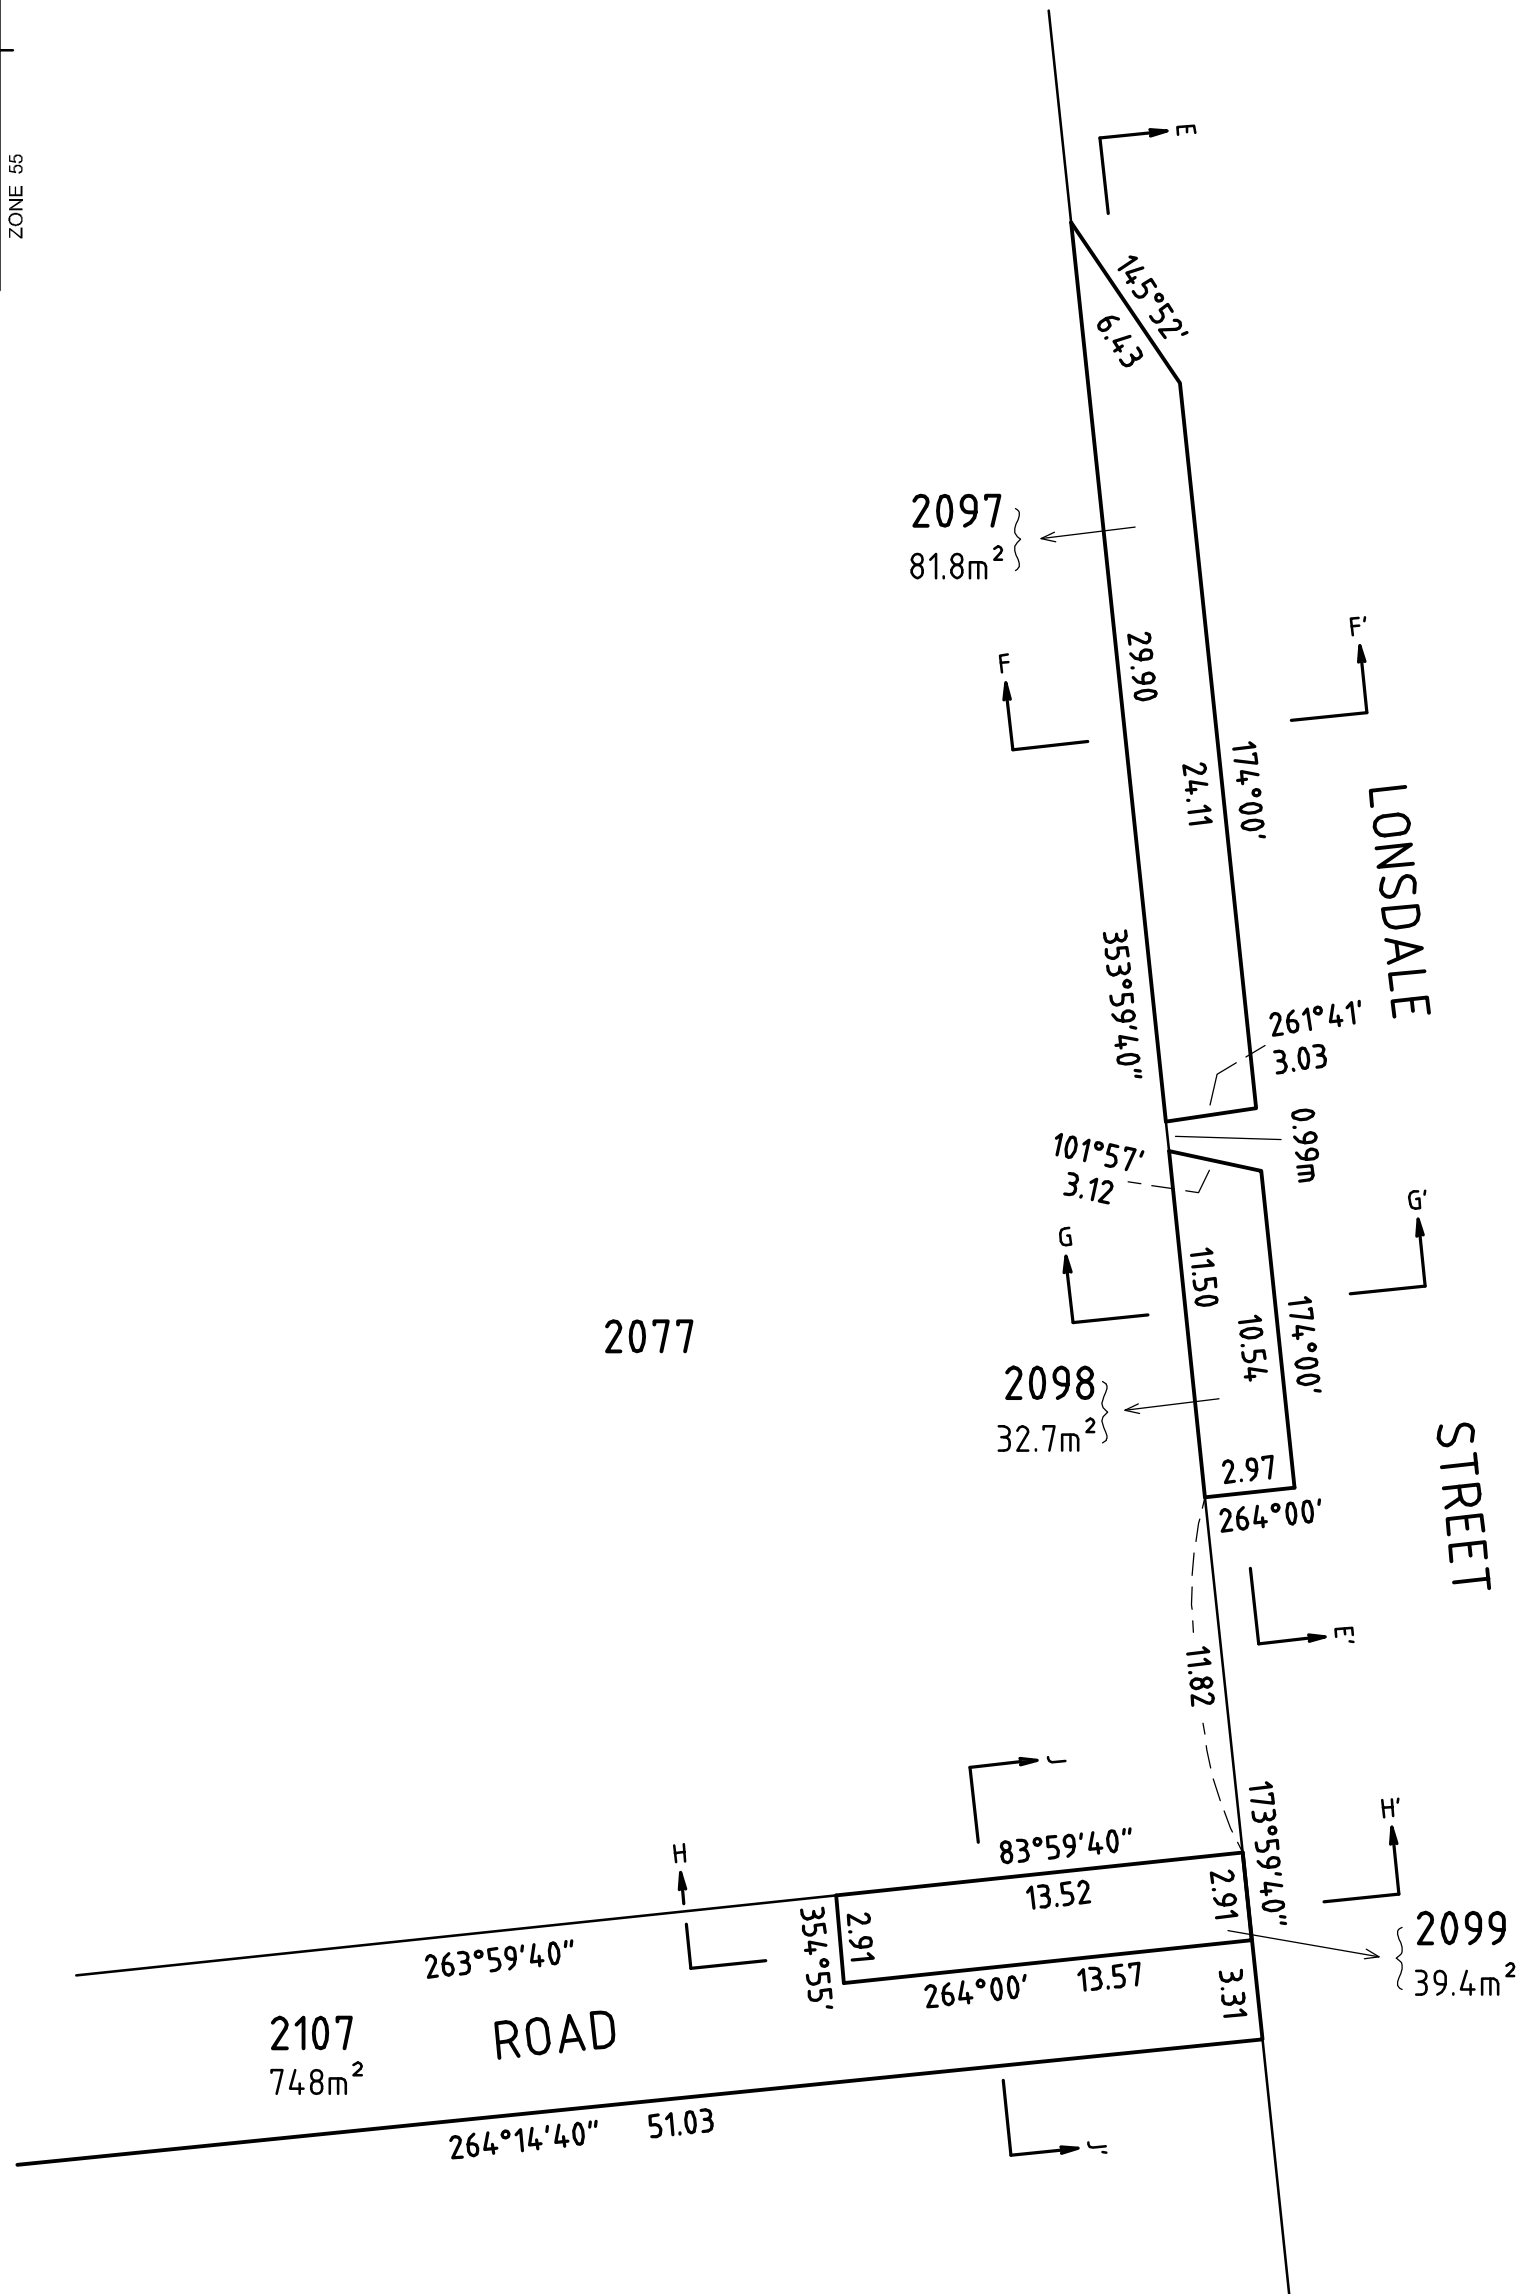 ZONE 55
E
145°52'
6.43
2097
81.8m²
29.90
F
F'
24.11
174°00'
LONSDALE
353°59'40"
261°41'
3.03
0.99m
101°57'
3.12
G
G'
11.50
10.54
174°00'
2077
2098
32.7m²
2.97
264°00'
STREET
E'
11.82
J
173°59'40"
H
H'
83°59'40"
13.52
2.91
2.91
354°55'
2099
39.4m²
263°59'40"
264°00'
13.57
3.31
2107
748m²
ROAD
264°14'40"
51.03
J'